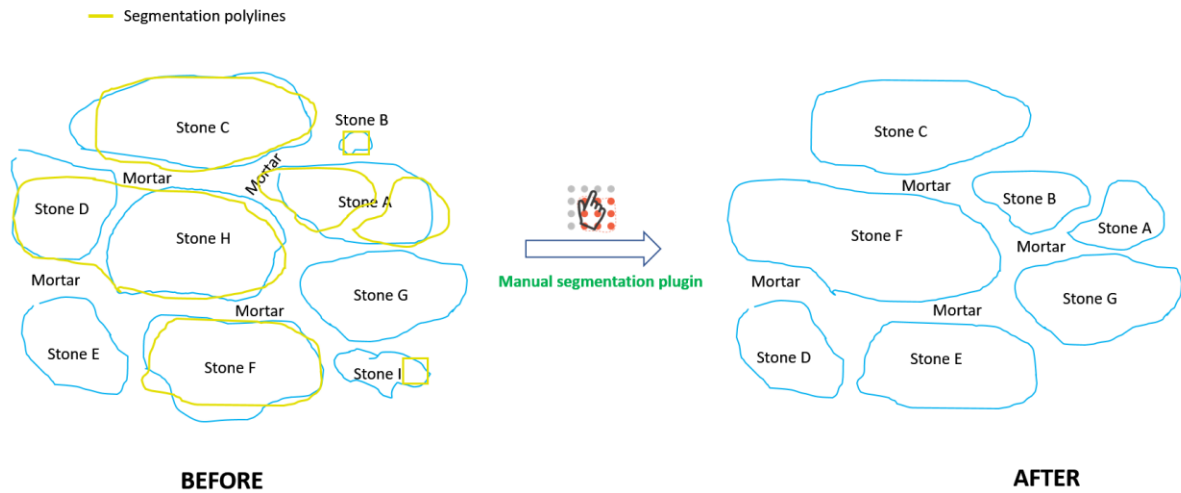 Segmentation polylines
Stone C
Stone B
Mortar
Mortar
Stone D
Stone A
Stone H
Mortar
Stone G
Mortar
Stone E
Stone F
Stone I
BEFORE
Manual segmentation plugin
Stone C
Mortar
Stone B
Stone A
Stone F
Mortar
Mortar
Stone G
Mortar
Stone D
Stone E
AFTER